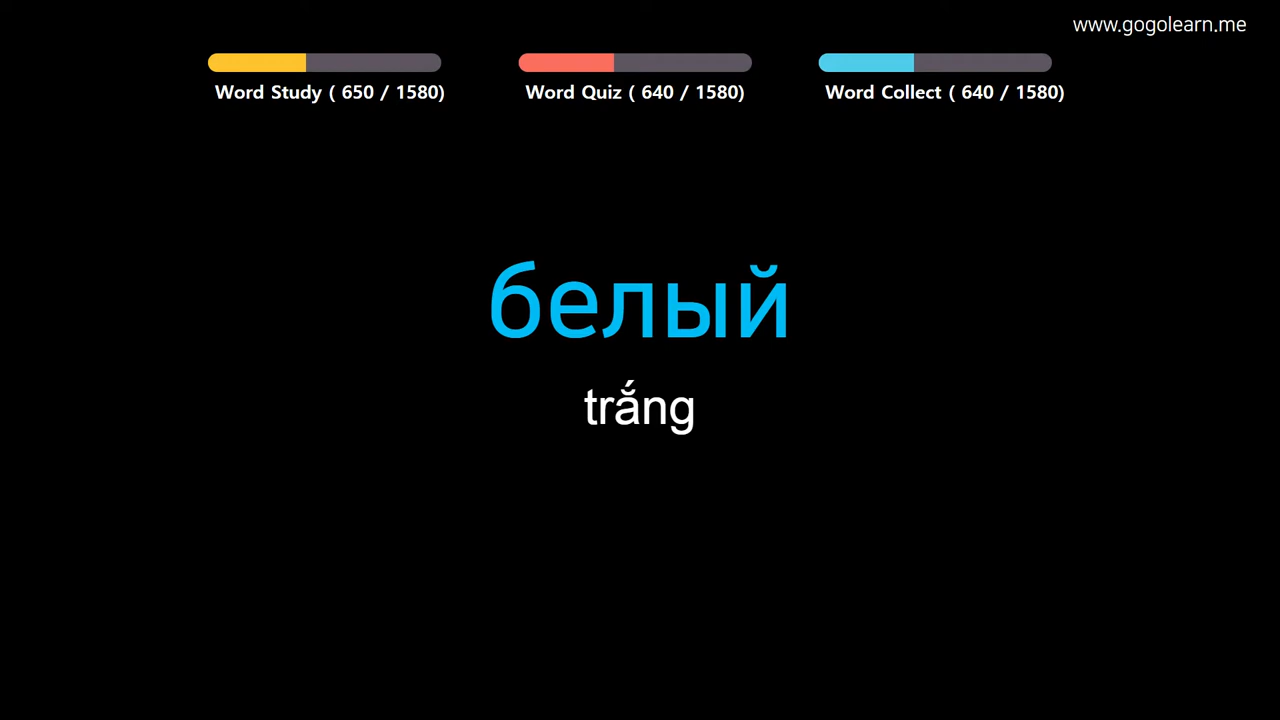 www.gogolearn.me
Word Study ( 650 / 1580)
Word Quiz ( 640 / 1580)
Word Collect ( 640 / 1580)
белый
trắng